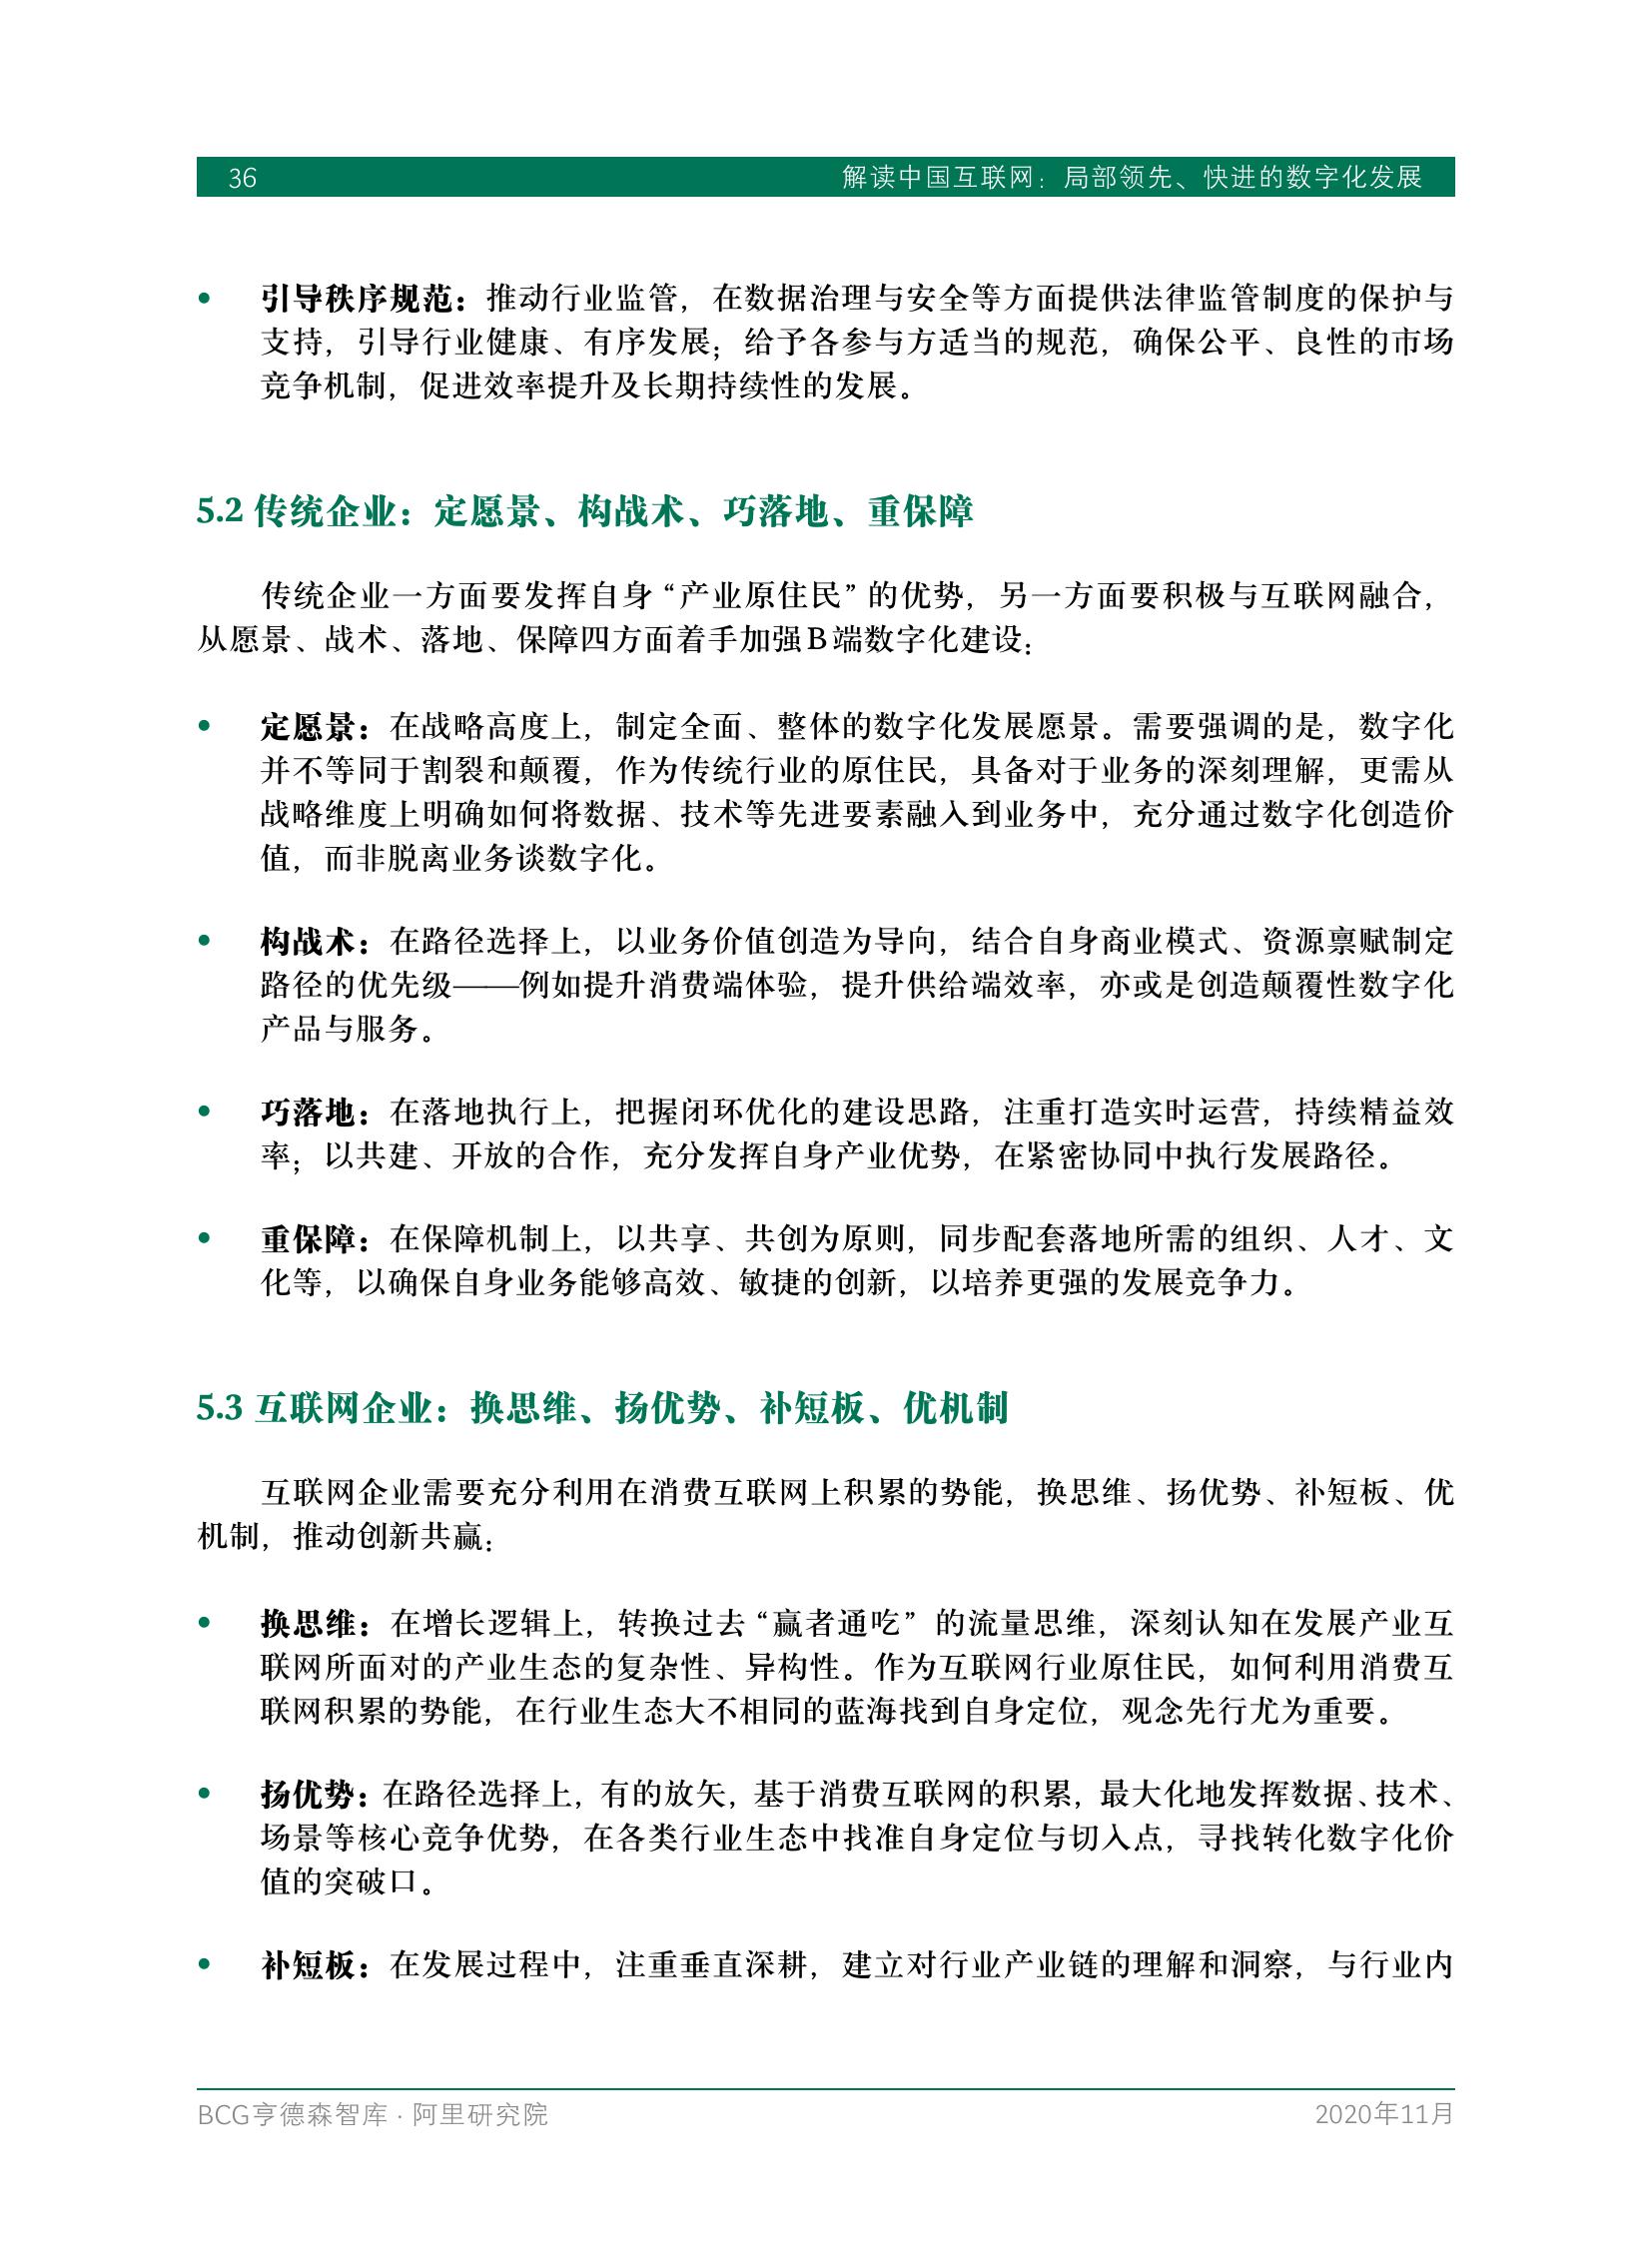 36
解读中国互联网：局部领先、快进的数字化发展
• 引导秩序规范：推动行业监管，在数据治理与安全等方面提供法律监管制度的保护与
支持，引导行业健康、有序发展；给予各参与方适当的规范，确保公平、良性的市场
竞争机制，促进效率提升及长期持续性的发展。
5.2 传统企业：定愿景、构战术、巧落地、重保障
传统企业一方面要发挥自身“产业原住民”的优势，另一方面要积极与互联网融合，
从愿景、战术、落地、保障四方面着手加强B端数字化建设：
• 定愿景：在战略高度上，制定全面、整体的数字化发展愿景。需要强调的是，数字化
并不等同于割裂和颠覆，作为传统行业的原住民，具备对于业务的深刻理解，更需从
战略维度上明确如何将数据、技术等先进要素融入到业务中，充分通过数字化创造价
值，而非脱离业务谈数字化。
• 构战术：在路径选择上，以业务价值创造为导向，结合自身商业模式、资源禀赋制定
路径的优先级——例如提升消费端体验，提升供给端效率，亦或是创造颠覆性数字化
产品与服务。
• 巧落地：在落地执行上，把握闭环优化的建设思路，注重打造实时运营，持续精益效
率；以共建、开放的合作，充分发挥自身产业优势，在紧密协同中执行发展路径。
• 重保障：在保障机制上，以共享、共创为原则，同步配套落地所需的组织、人才、文
化等，以确保自身业务能够高效、敏捷的创新，以培养更强的发展竞争力。
5.3 互联网企业：换思维、扬优势、补短板、优机制
互联网企业需要充分利用在消费互联网上积累的势能，换思维、扬优势、补短板、优
机制，推动创新共赢：
• 换思维：在增长逻辑上，转换过去“赢者通吃”的流量思维，深刻认知在发展产业互
联网所面对的产业生态的复杂性、异构性。作为互联网行业原住民，如何利用消费互
联网积累的势能，在行业生态大不相同的蓝海找到自身定位，观念先行尤为重要。
• 扬优势：在路径选择上，有的放矢，基于消费互联网的积累，最大化地发挥数据、技术、
场景等核心竞争优势，在各类行业生态中找准自身定位与切入点，寻找转化数字化价
值的突破口。
• 补短板：在发展过程中，注重垂直深耕，建立对行业产业链的理解和洞察，与行业内
BCG亨德森智库 · 阿里研究院
2020年11月